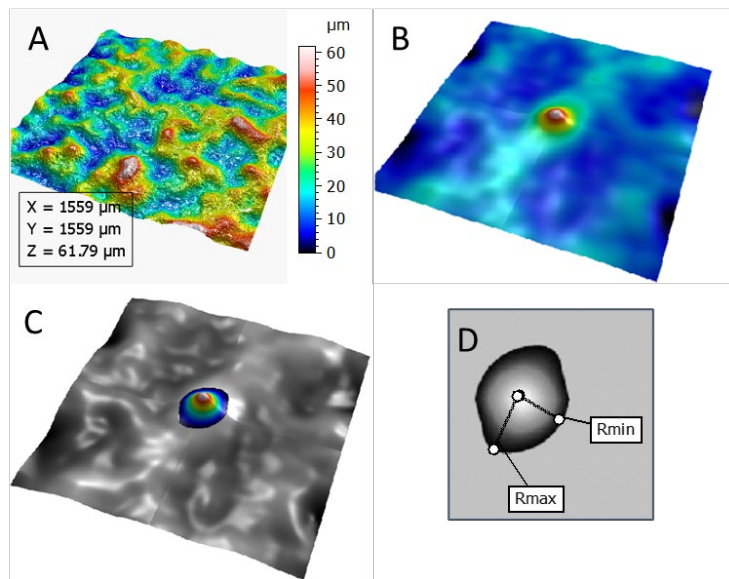 A
µm
60
50
40
30
20
10
0
X = 1559 µm
Y = 1559 µm
Z = 61.79 µm
B
C
D
Rmin
Rmax